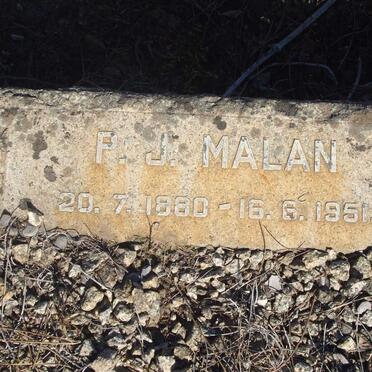 P. J. MALAN
20. 7. 1880 - 16. 6. 1951